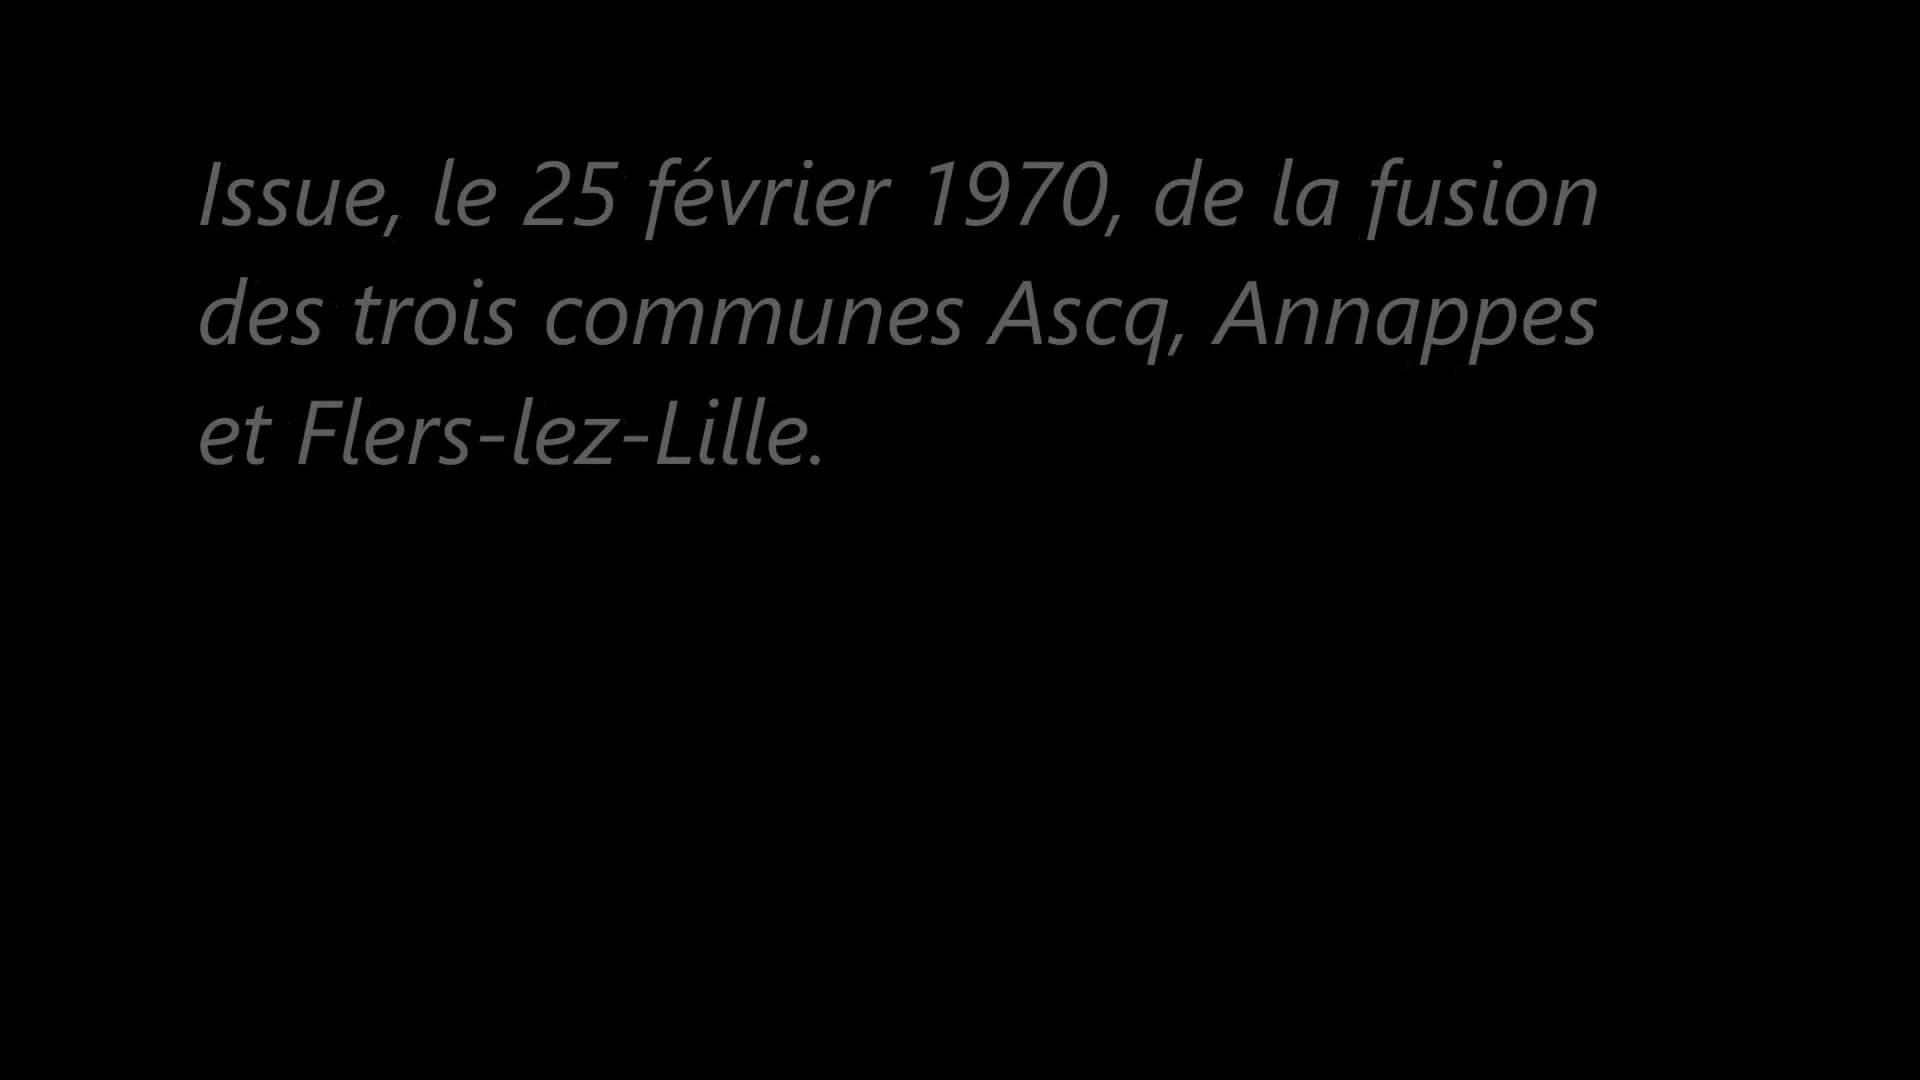 Issue, le 25 février 1970, de la fusion
des trois communes Ascq, Annappes
et Flers-lez-Lille.